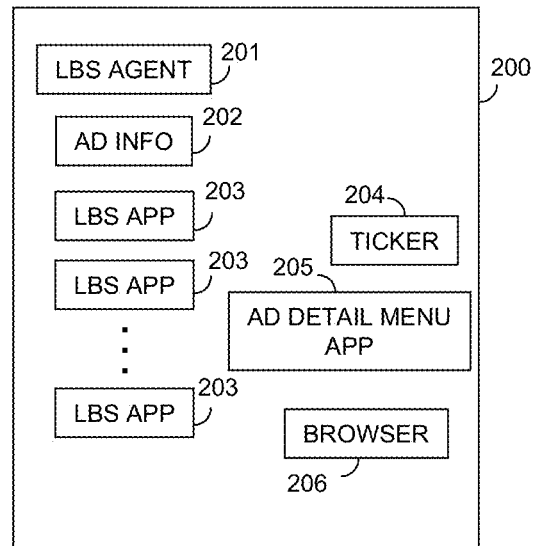 201
LBS AGENT
200
202
AD INFO
203
LBS APP
204
TICKER
203
LBS APP
205
AD DETAIL MENU
APP
203
LBS APP
BROWSER
206